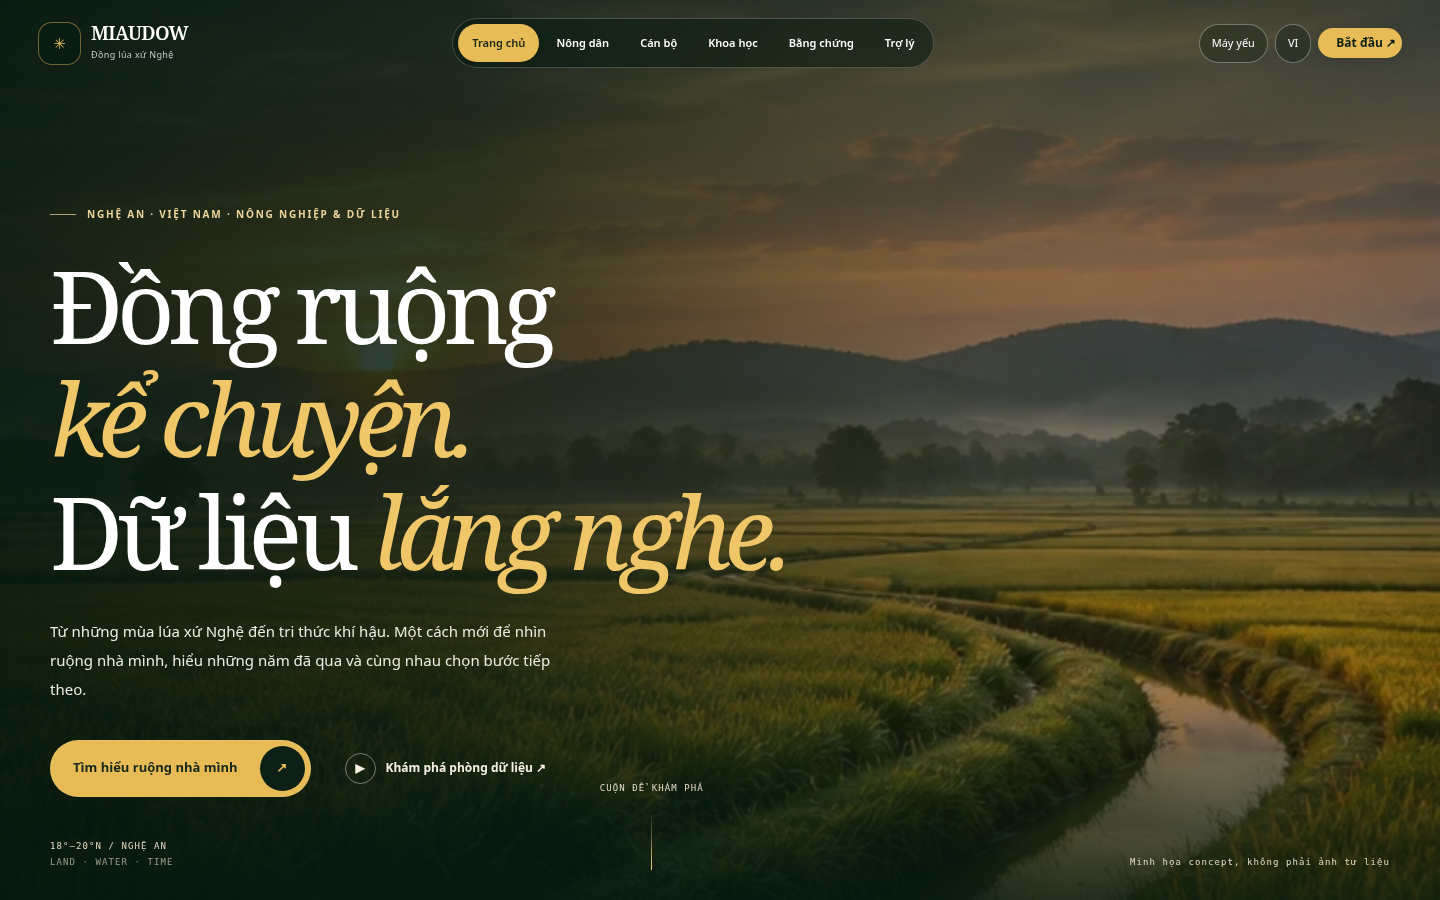 MIAUDOW
Đồng lúa xứ Nghệ
Trang chủ
Nông dân
Cán bộ
Khoa học
Bằng chứng
Trợ lý
Máy yếu
VI
Bắt đầu ↗
NGHỆ AN · VIỆT NAM · NÔNG NGHIỆP & DỮ LIỆU
Đồng ruộng
kể chuyện.
Dữ liệu lắng nghe.
Từ những mùa lúa xứ Nghệ đến tri thức khí hậu. Một cách mới để nhìn
ruộng nhà mình, hiểu những năm đã qua và cùng nhau chọn bước tiếp
theo.
Tìm hiểu ruộng nhà mình ↗
Khám phá phòng dữ liệu ↗
CUỘN ĐỂ KHÁM PHÁ
18°–20°N / NGHỆ AN
LAND · WATER · TIME
Minh họa concept, không phải ảnh tư liệu